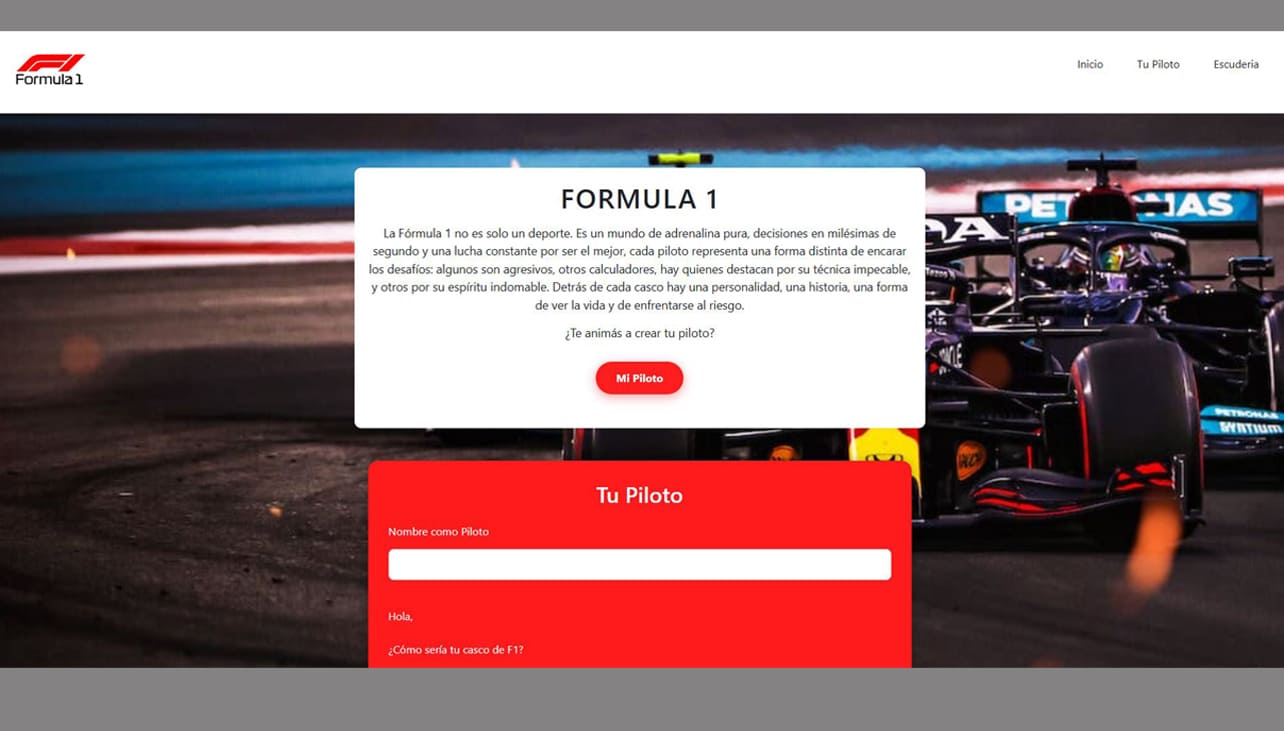 Formula 1
Inicio
Tu Piloto
Escuderia
PETRONAS
FORMULA 1
La Fórmula 1 no es solo un deporte. Es un mundo de adrenalina pura, decisiones en milésimas de
segundo y una lucha constante por ser el mejor, cada piloto representa una forma distinta de encarar
los desafíos: algunos son agresivos, otros calculadores, hay quienes destacan por su técnica impecable,
y otros por su espíritu indomable. Detrás de cada casco hay una personalidad, una historia, una forma
de ver la vida y de enfrentarse al riesgo.
¿Te animás a crear tu piloto?
Mi Piloto
PETRONAS
SYNTIUM
Tu Piloto
Nombre como Piloto
Hola,
¿Cómo sería tu casco de F1?